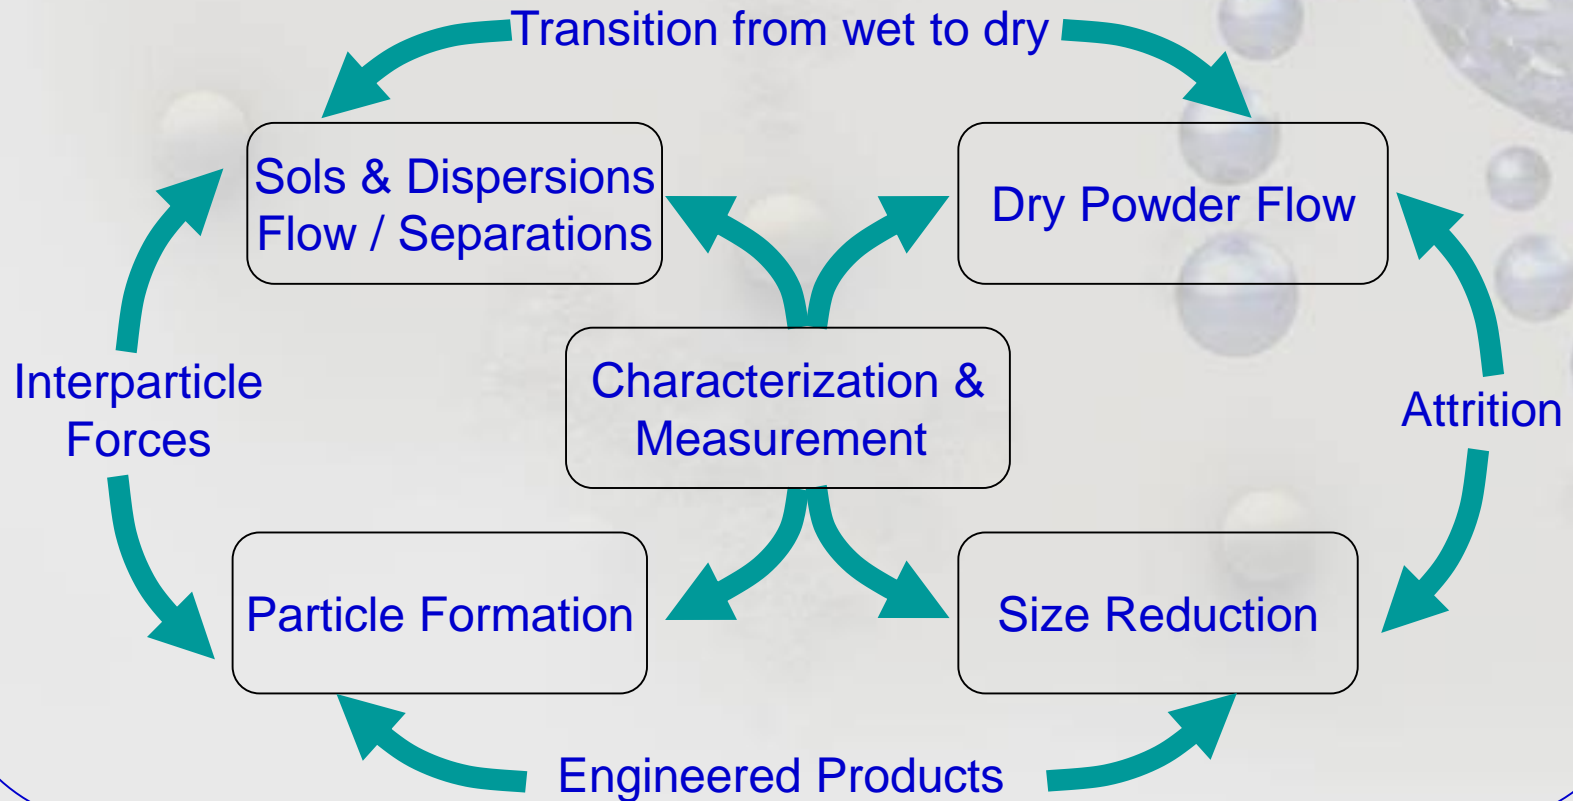 Transition from wet to dry
Sols & Dispersions
Flow / Separations
Dry Powder Flow
Characterization &
Measurement
Interparticle
Forces
Attrition
Particle Formation
Size Reduction
Engineered Products